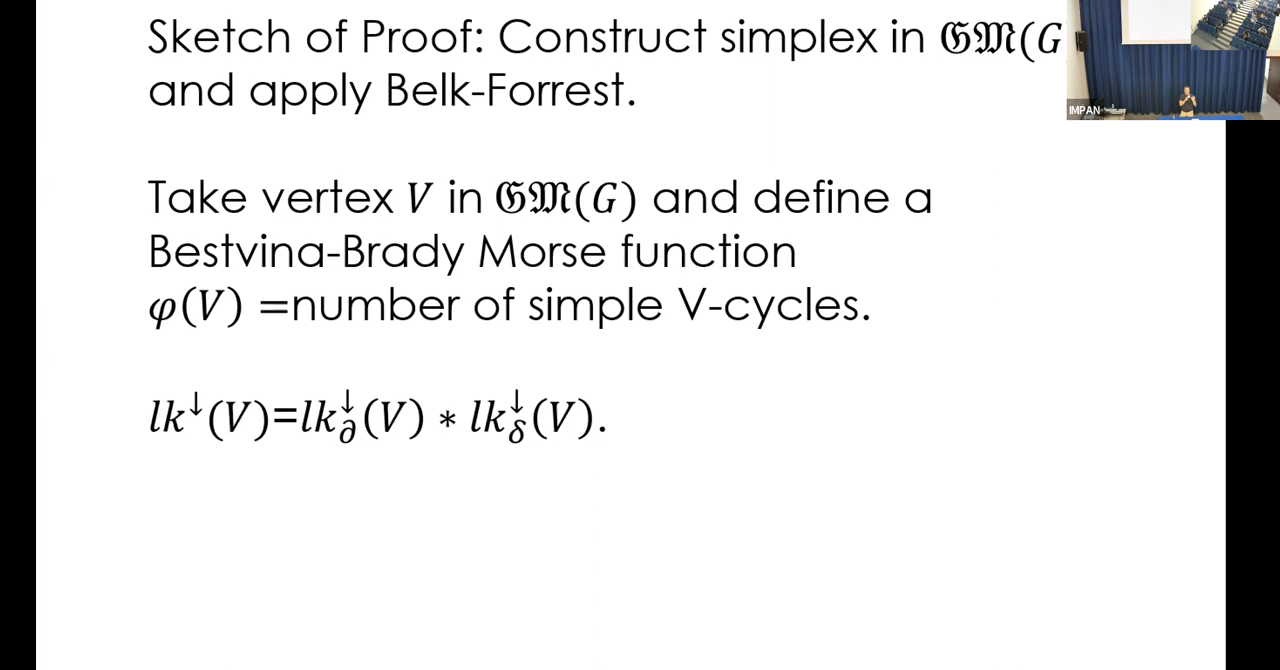 Sketch of Proof: Construct simplex in 𝔊𝔐(G
and apply Belk-Forrest.
IMPAN
Take vertex V in 𝔊𝔐(G) and define a
Bestvina-Brady Morse function
φ(V) =number of simple V-cycles.
lk↓(V)=lk∂↓(V) * lkδ↓(V).